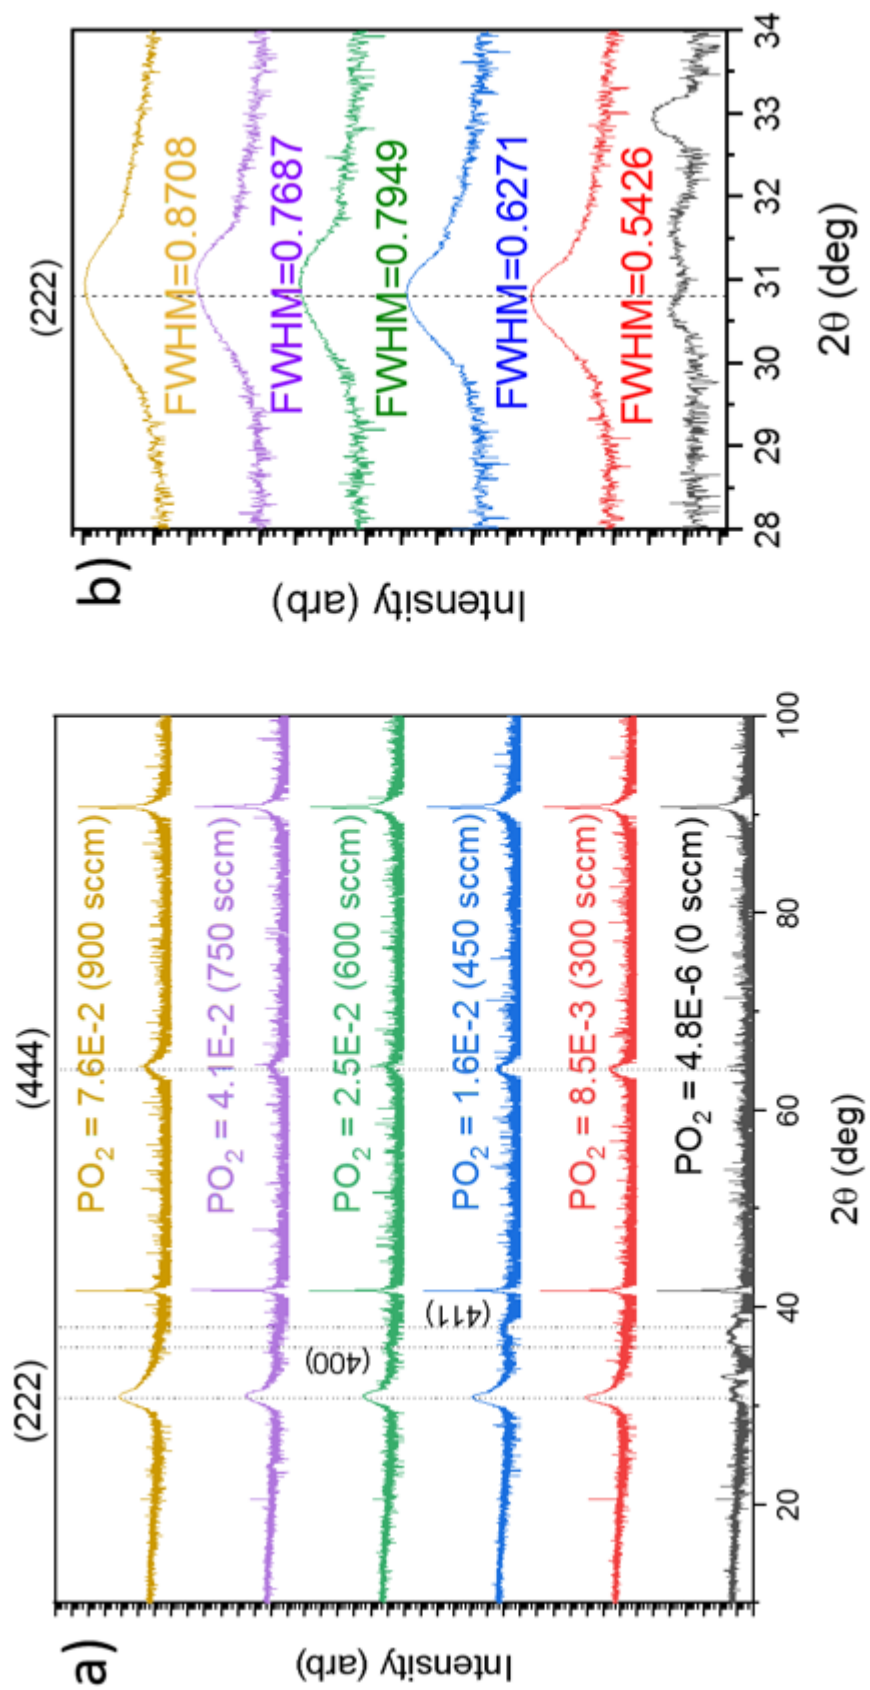 a)
(222)
(444)
PO₂ = 7.6E-2 (900 sccm)
PO₂ = 4.1E-2 (750 sccm)
PO₂ = 2.5E-2 (600 sccm)
(400)
PO₂ = 1.6E-2 (450 sccm)
(411)
PO₂ = 8.5E-3 (300 sccm)
PO₂ = 4.8E-6 (0 sccm)
Intensity (arb)
20 40 60 80 100
2θ (deg)
b)
(222)
FWHM=0.8708
FWHM=0.7687
FWHM=0.7949
FWHM=0.6271
FWHM=0.5426
Intensity (arb)
28 29 30 31 32 33 34
2θ (deg)